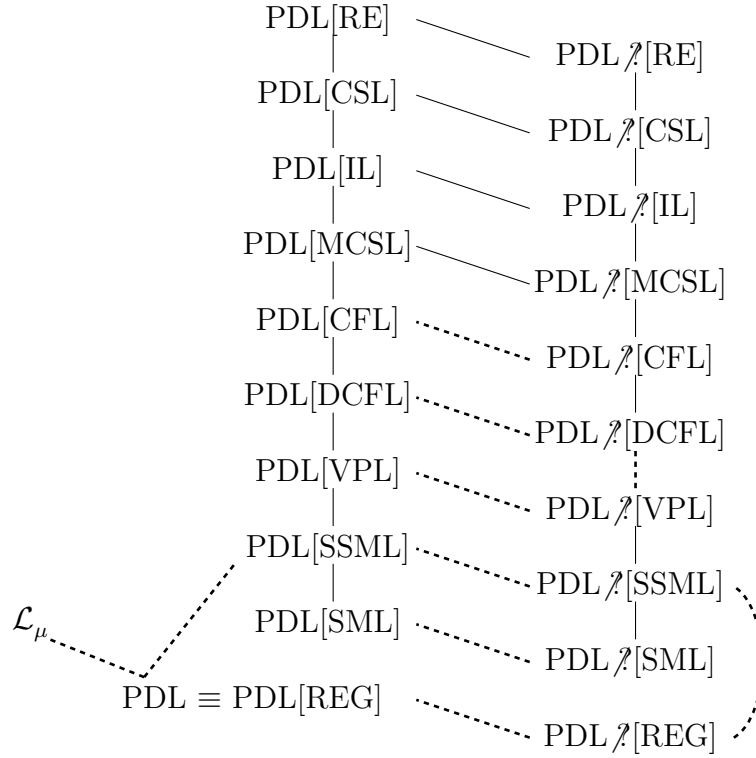 PDL[RE]
PDL?̸[RE]
PDL[CSL]
PDL?̸[CSL]
PDL[IL]
PDL?̸[IL]
PDL[MCSL]
PDL?̸[MCSL]
PDL[CFL]
PDL?̸[CFL]
PDL[DCFL]
PDL?̸[DCFL]
PDL[VPL]
PDL?̸[VPL]
PDL[SSML]
PDL?̸[SSML]
ℒμ
PDL[SML]
PDL?̸[SML]
PDL ≡ PDL[REG]
PDL?̸[REG]